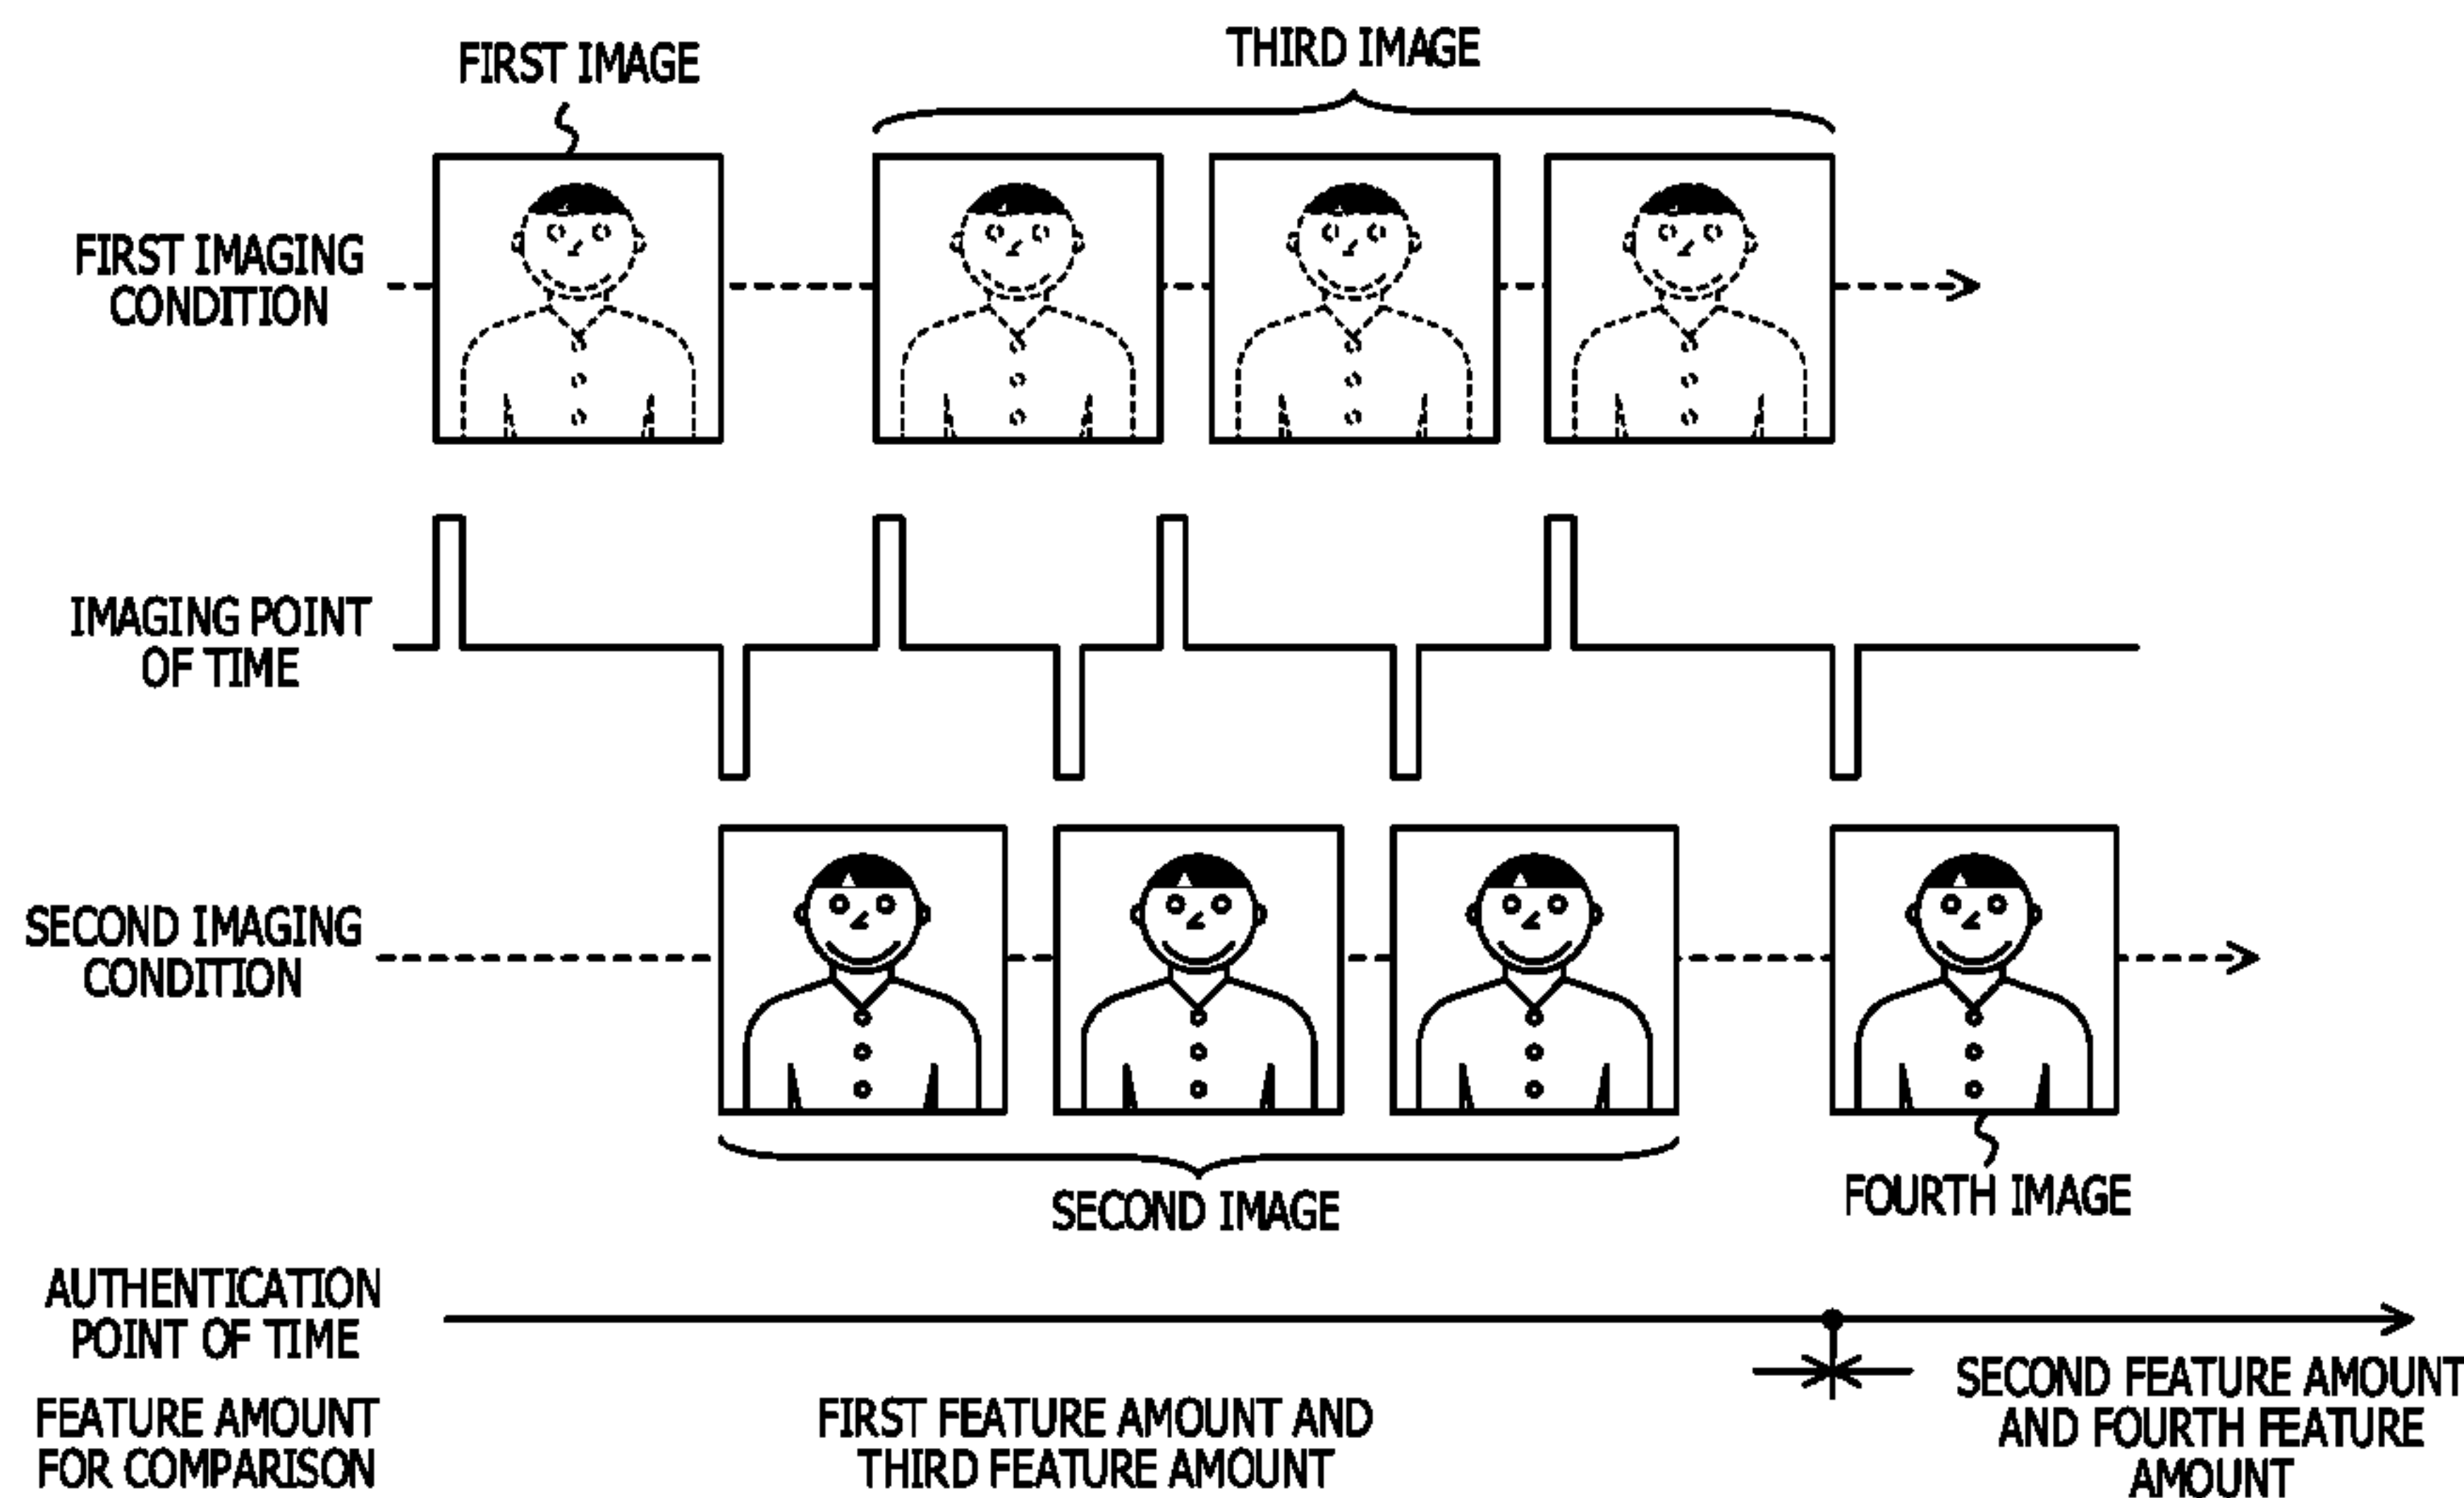 FIRST IMAGE
THIRD IMAGE
FIRST IMAGING
CONDITION
IMAGING POINT
OF TIME
SECOND IMAGING
CONDITION
SECOND IMAGE
FOURTH IMAGE
AUTHENTICATION
POINT OF TIME
FEATURE AMOUNT
FOR COMPARISON
FIRST FEATURE AMOUNT AND
THIRD FEATURE AMOUNT
SECOND FEATURE AMOUNT
AND FOURTH FEATURE
AMOUNT